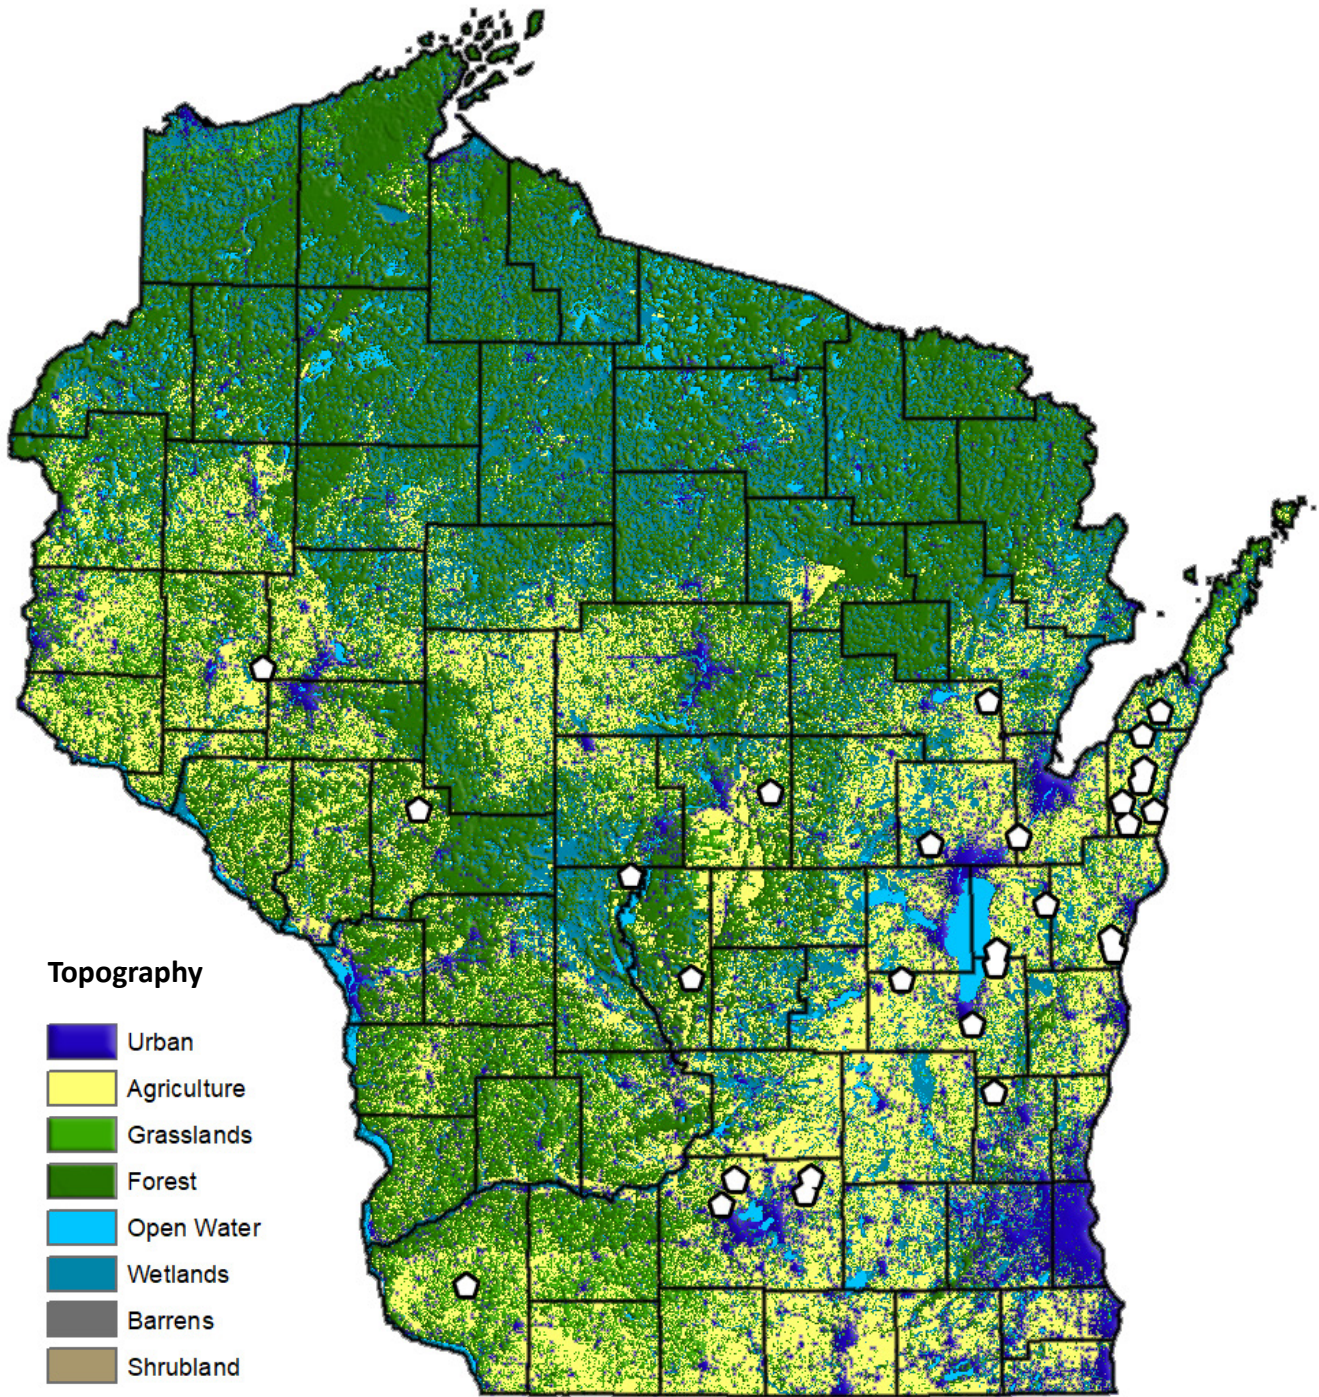 Topography
Urban
Agriculture
Grasslands
Forest
Open Water
Wetlands
Barrens
Shrubland